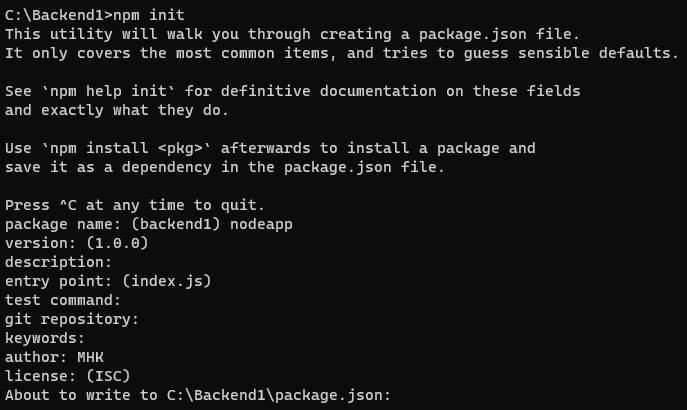 C:\Backend1>npm init
This utility will walk you through creating a package.json file.
It only covers the most common items, and tries to guess sensible defaults.
See `npm help init` for definitive documentation on these fields
and exactly what they do.
Use `npm install <pkg>` afterwards to install a package and
save it as a dependency in the package.json file.
Press ^C at any time to quit.
package name: (backend1) nodeapp
version: (1.0.0)
description:
entry point: (index.js)
test command:
git repository:
keywords:
author: MHK
license: (ISC)
About to write to C:\Backend1\package.json: